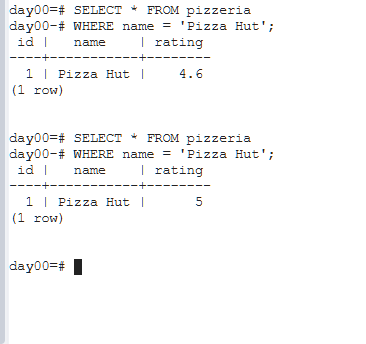 day00=# SELECT * FROM pizzeria
day00-# WHERE name = 'Pizza Hut';
 id |   name    | rating
----+-----------+--------
  1 | Pizza Hut |    4.6
(1 row)
day00=# SELECT * FROM pizzeria
day00-# WHERE name = 'Pizza Hut';
 id |   name    | rating
----+-----------+--------
  1 | Pizza Hut |      5
(1 row)
day00=#